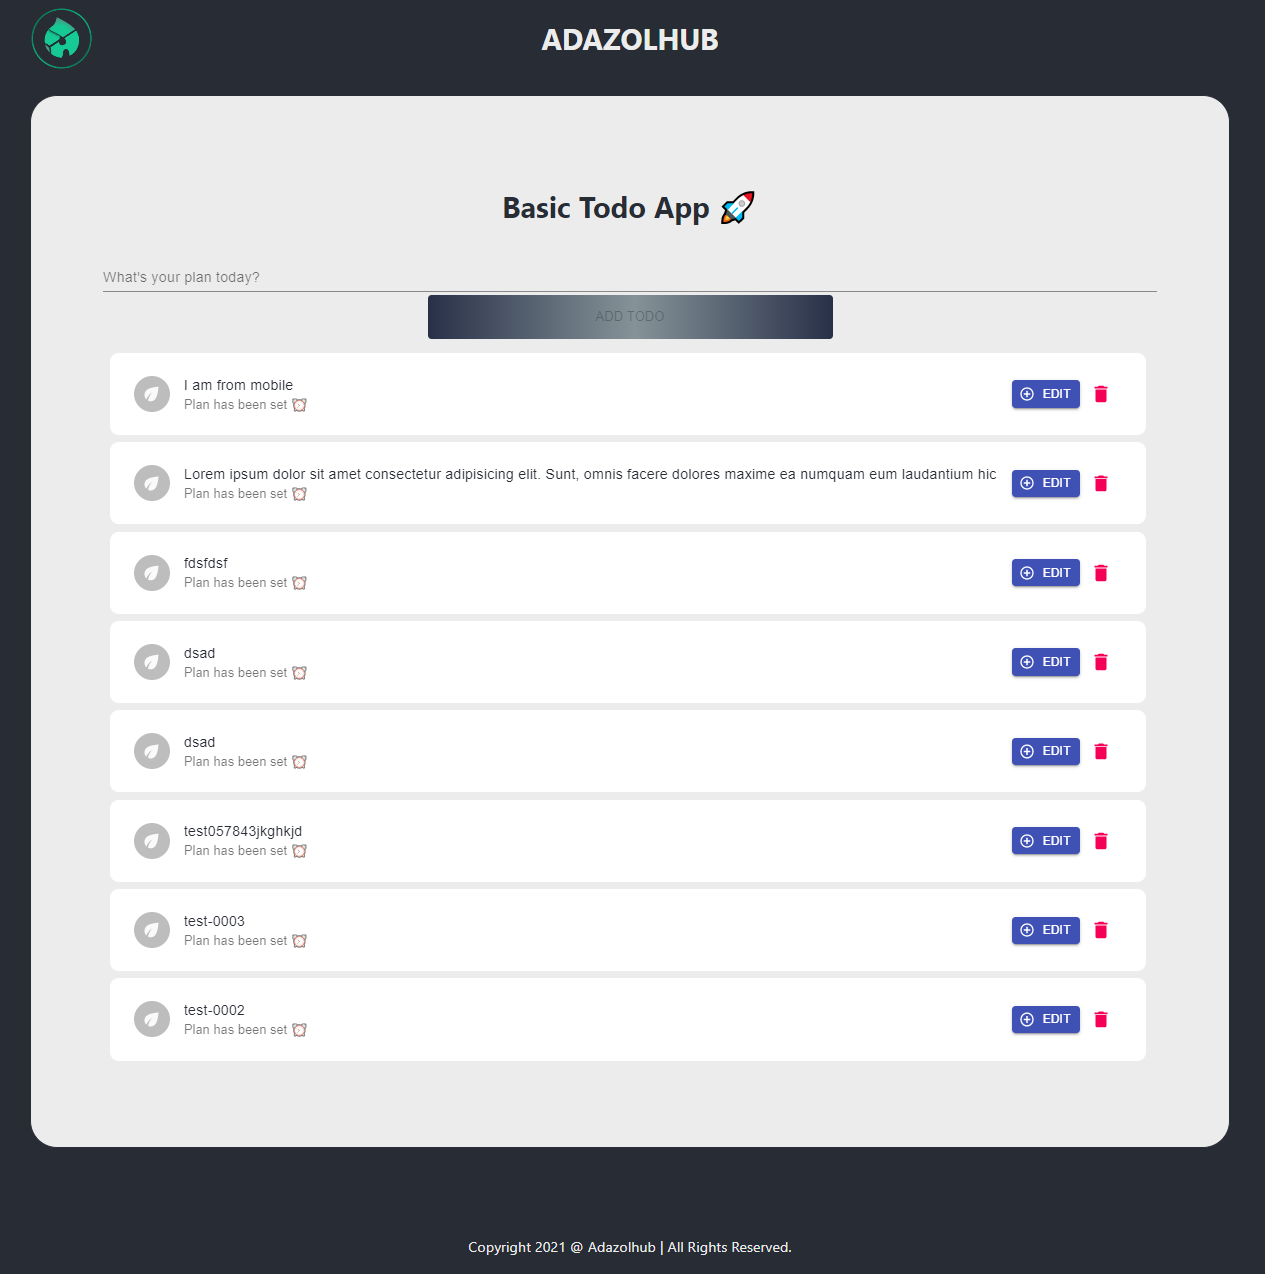 ADAZOLHUB
Basic Todo App 🚀
What's your plan today?
ADD TODO
I am from mobile
Plan has been set ⏰
EDIT
Lorem ipsum dolor sit amet consectetur adipisicing elit. Sunt, omnis facere dolores maxime ea numquam eum laudantium hic
Plan has been set ⏰
EDIT
fdsfdsf
Plan has been set ⏰
EDIT
dsad
Plan has been set ⏰
EDIT
dsad
Plan has been set ⏰
EDIT
test057843jkghkjd
Plan has been set ⏰
EDIT
test-0003
Plan has been set ⏰
EDIT
test-0002
Plan has been set ⏰
EDIT
Copyright 2021 @ Adazolhub | All Rights Reserved.